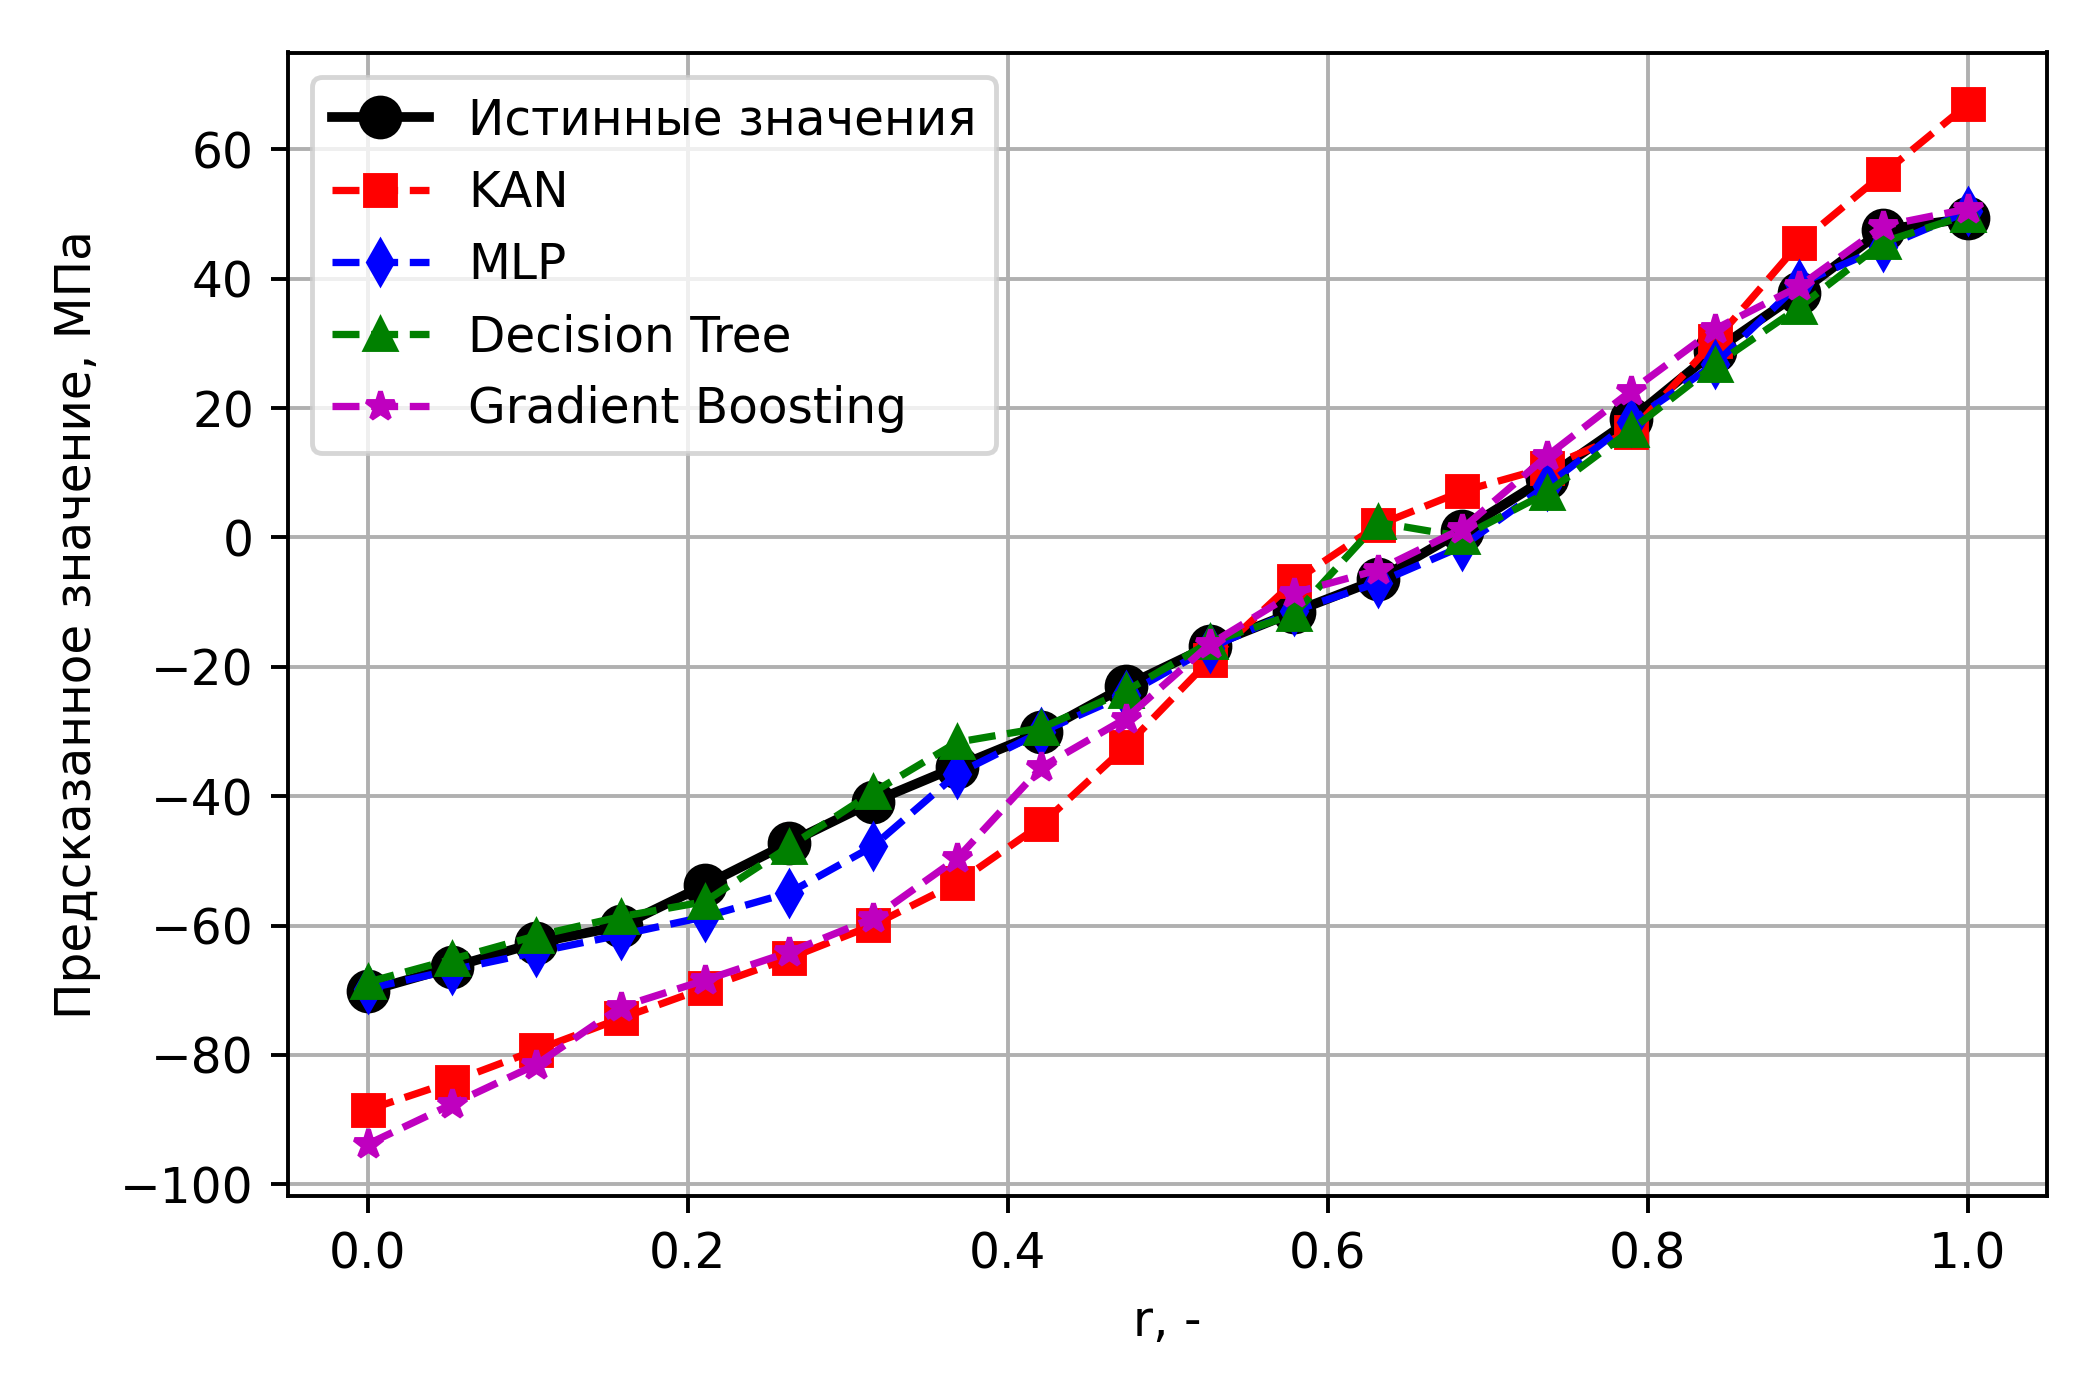 Истинные значения
KAN
MLP
Decision Tree
Gradient Boosting
Предсказанное значение, МПа
60
40
20
0
−20
−40
−60
−80
−100
0.0 0.2 0.4 0.6 0.8 1.0
r, -